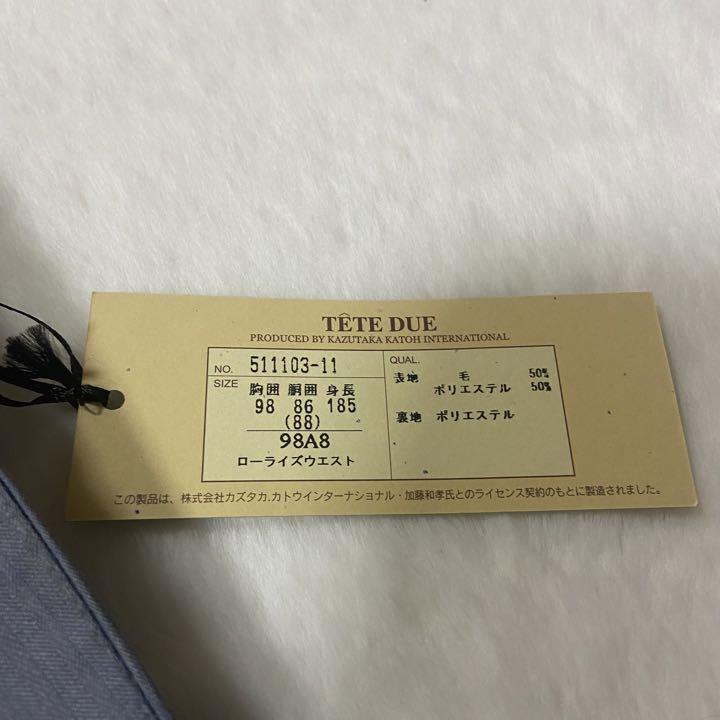 TÊTE DUE
PRODUCED BY KAZUTAKA KATOH INTERNATIONAL
NO. 511103-11
SIZE
胸囲 胴囲 身長
98 86 185
(88)
98A8
ローライズウエスト
QUAL.
表地 毛 50%
ポリエステル 50%
裏地 ポリエステル
この製品は、株式会社カズタカ.カトウインターナショナル・加藤和孝氏とのライセンス契約のもとに製造されました。